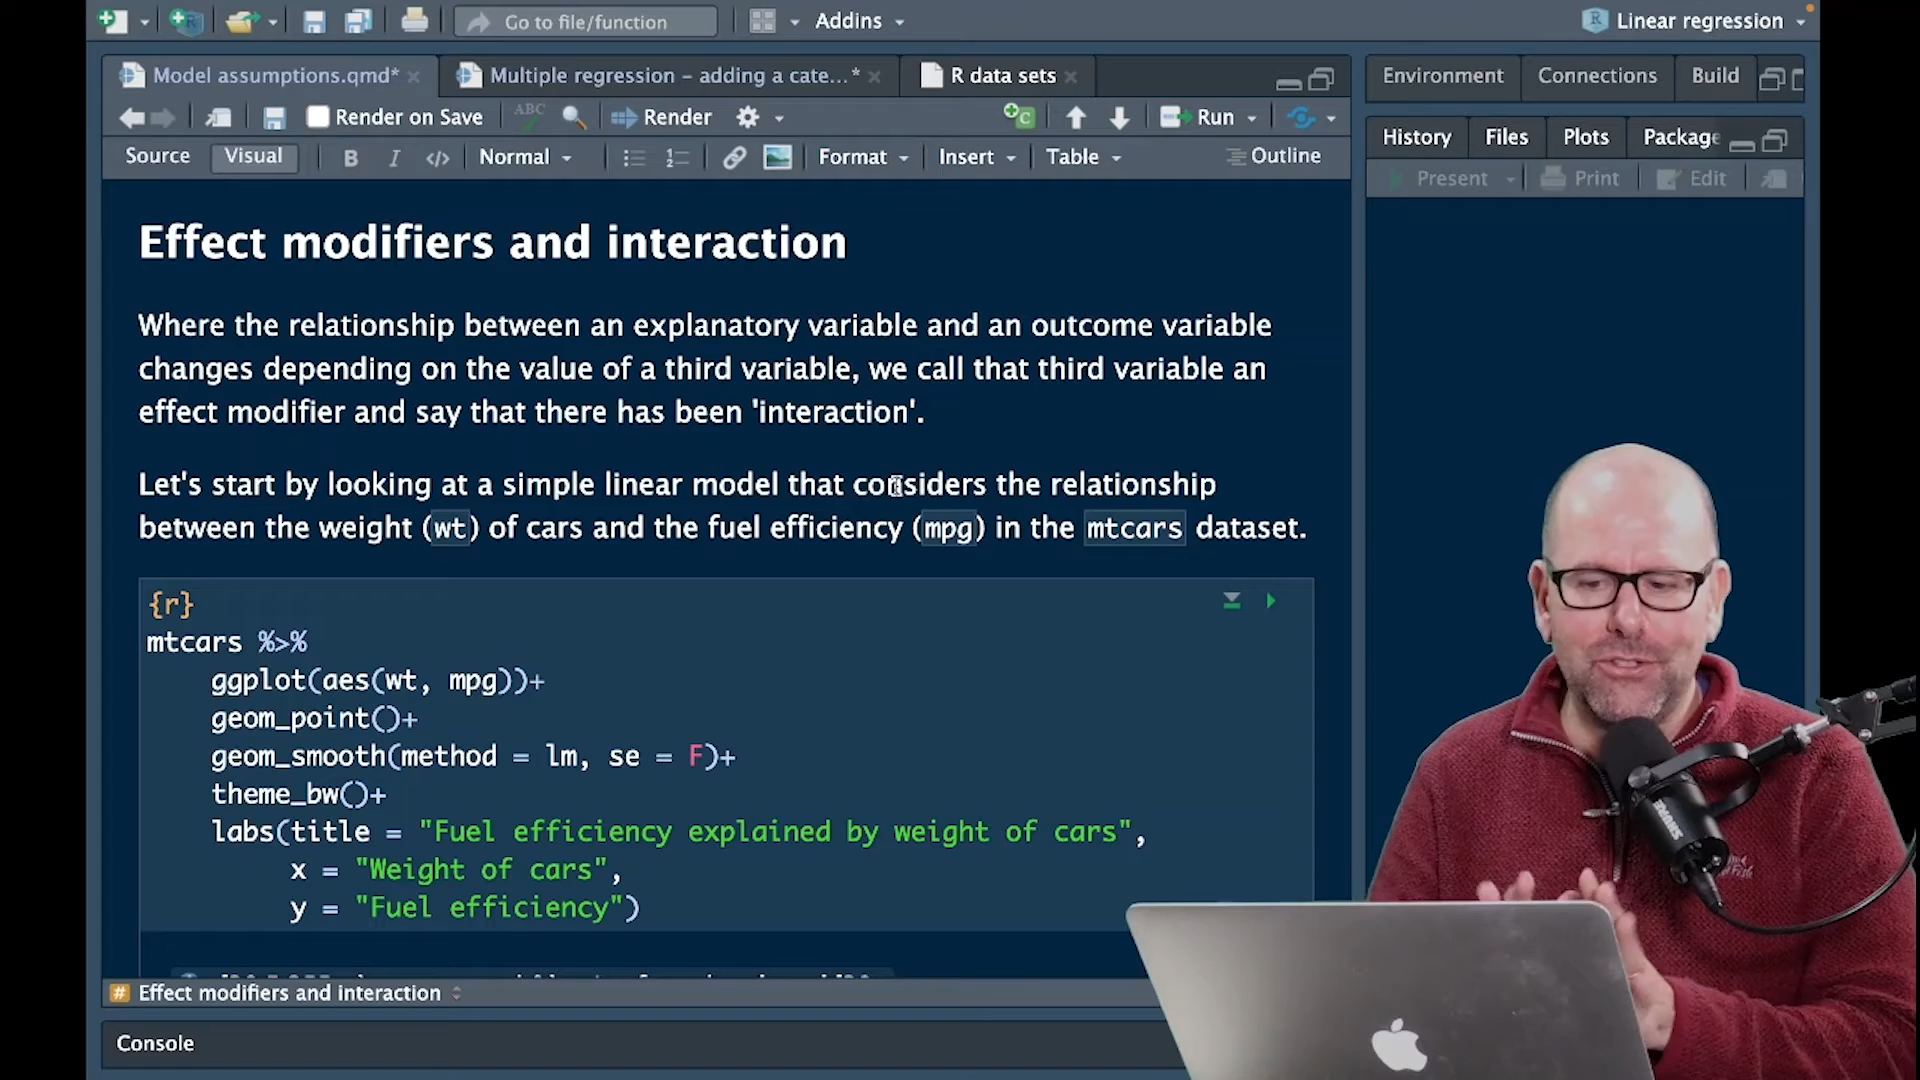 Go to file/function
Addins
Linear regression
Model assumptions.qmd*
Multiple regression – adding a cate...*
R data sets
Environment
Connections
Build
Render on Save
ABC
Render
Run
History
Files
Plots
Package
Source
Visual
B
I
</>
Normal
Format
Insert
Table
Outline
Present
Print
Edit
Effect modifiers and interaction
Where the relationship between an explanatory variable and an outcome variable
changes depending on the value of a third variable, we call that third variable an
effect modifier and say that there has been 'interaction'.
Let's start by looking at a simple linear model that considers the relationship
between the weight (wt) of cars and the fuel efficiency (mpg) in the mtcars dataset.
{r}
mtcars %>%
ggplot(aes(wt, mpg))+
geom_point()+
geom_smooth(method = lm, se = F)+
theme_bw()+
labs(title = "Fuel efficiency explained by weight of cars",
x = "Weight of cars",
y = "Fuel efficiency")
# Effect modifiers and interaction
Console